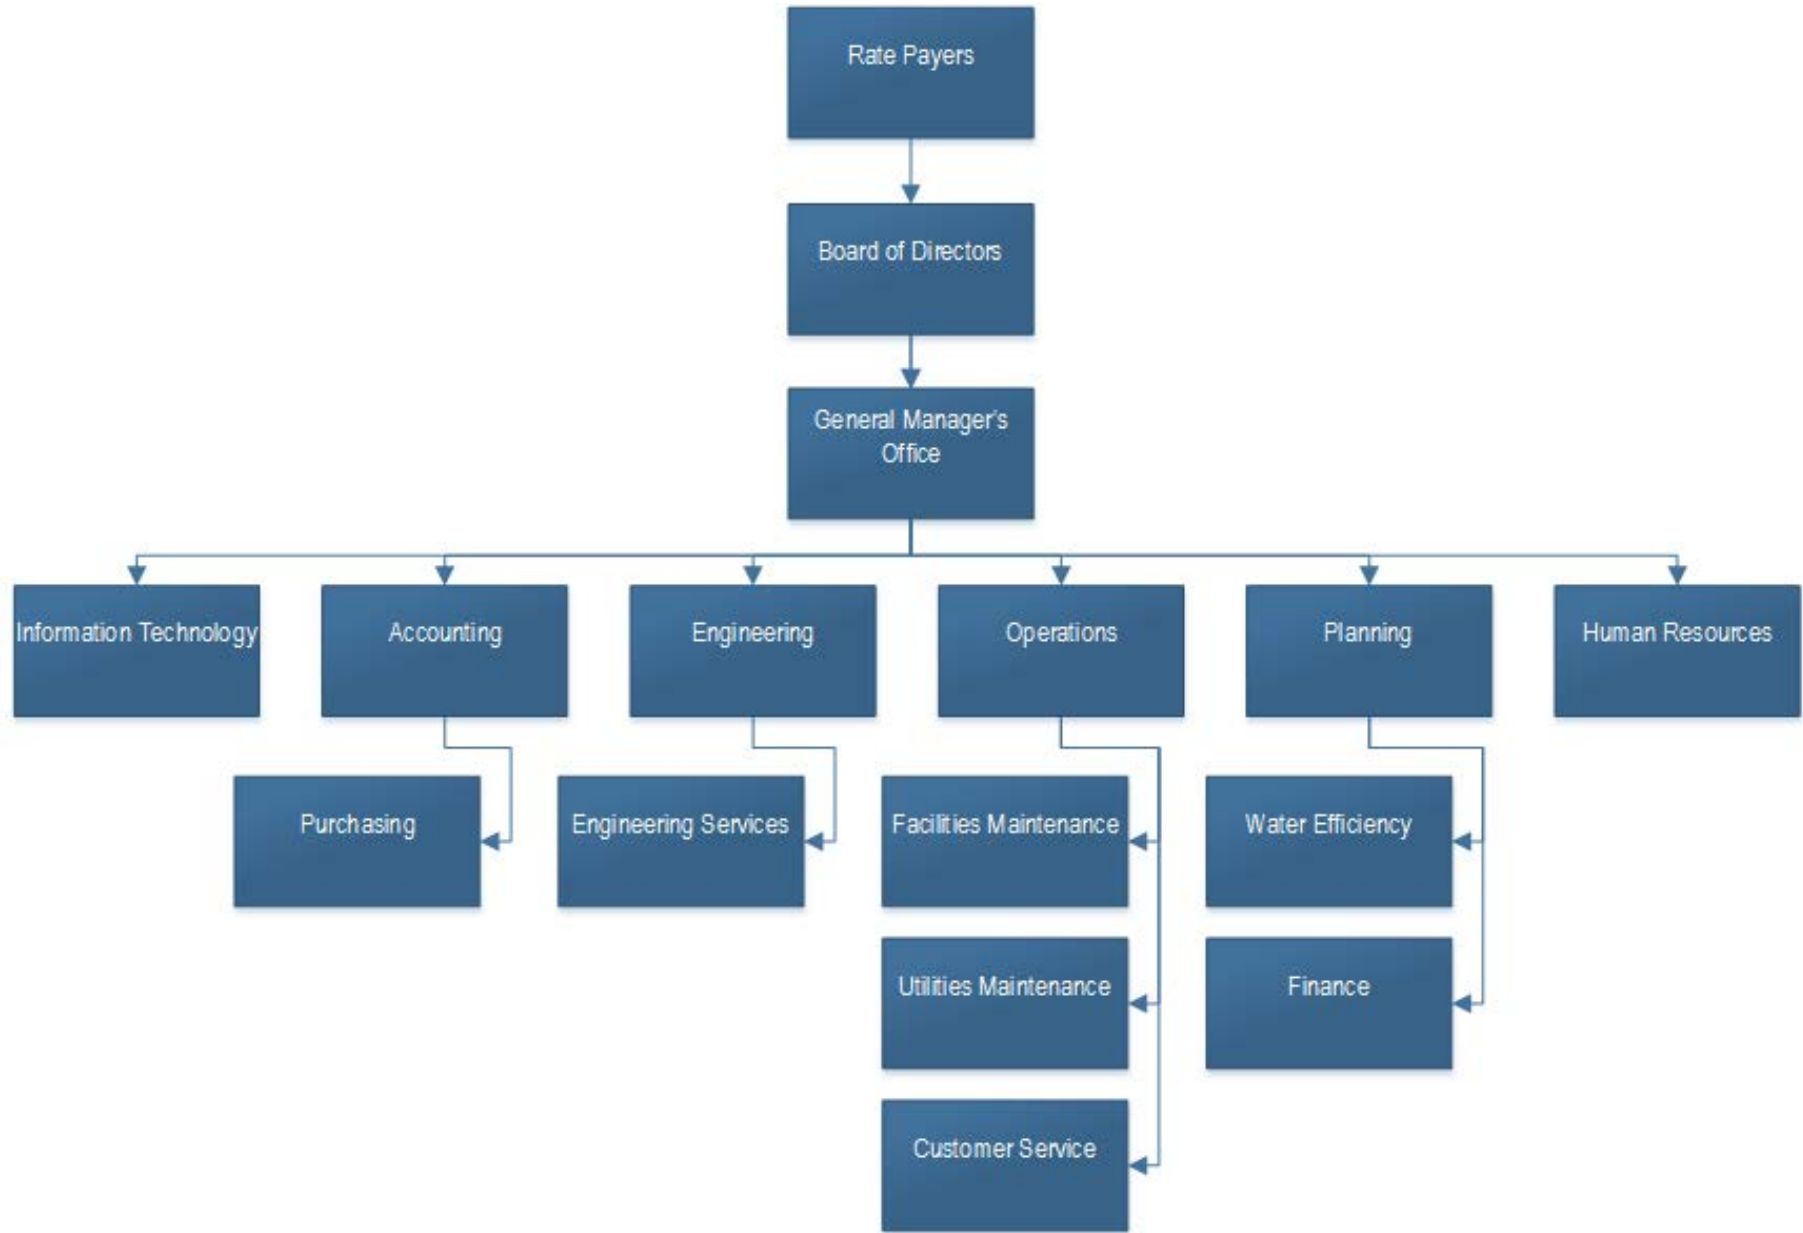 Rate Payers
Board of Directors
General Manager's
Office
Information Technology
Accounting
Engineering
Operations
Planning
Human Resources
Purchasing
Engineering Services
Facilities Maintenance
Water Efficiency
Utilities Maintenance
Finance
Customer Service